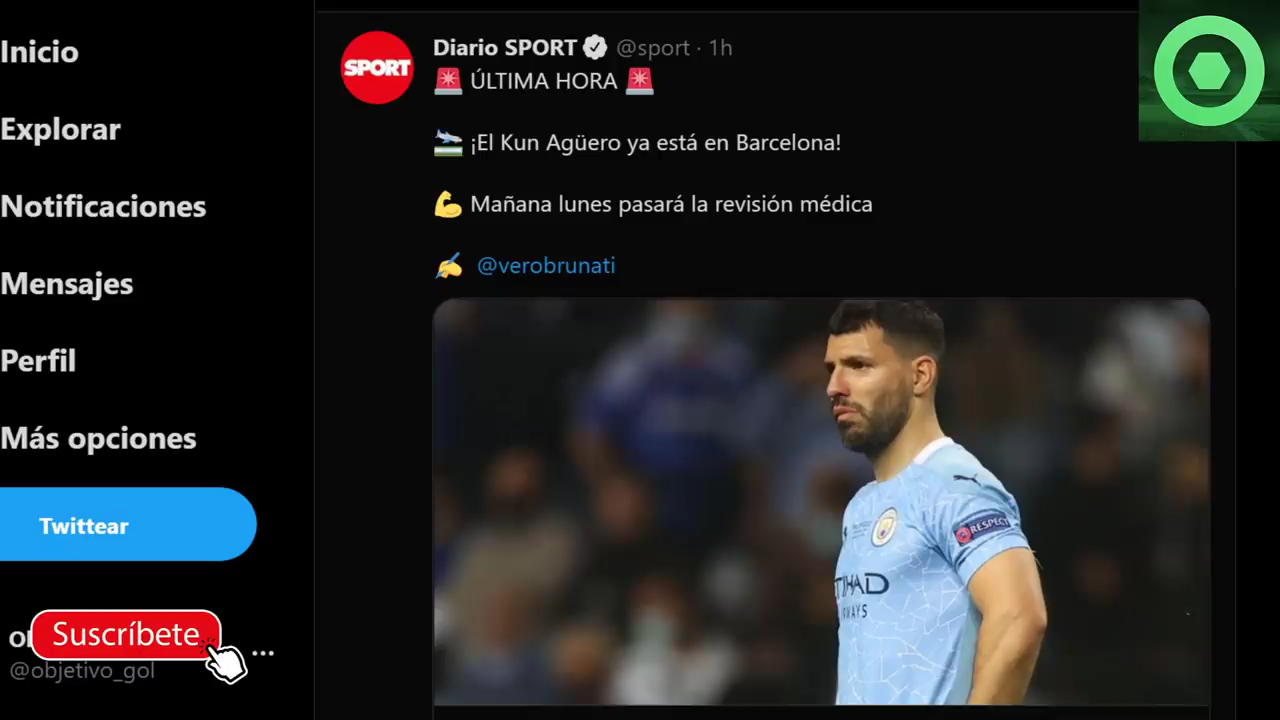 Inicio
Explorar
Notificaciones
Mensajes
Perfil
Más opciones
Twittear
Suscríbete
@objetivo_gol
SPORT
Diario SPORT @sport · 1h
🚨 ÚLTIMA HORA 🚨
🛬 ¡El Kun Agüero ya está en Barcelona!
💪 Mañana lunes pasará la revisión médica
✍️ @verobrunati
RESPECT